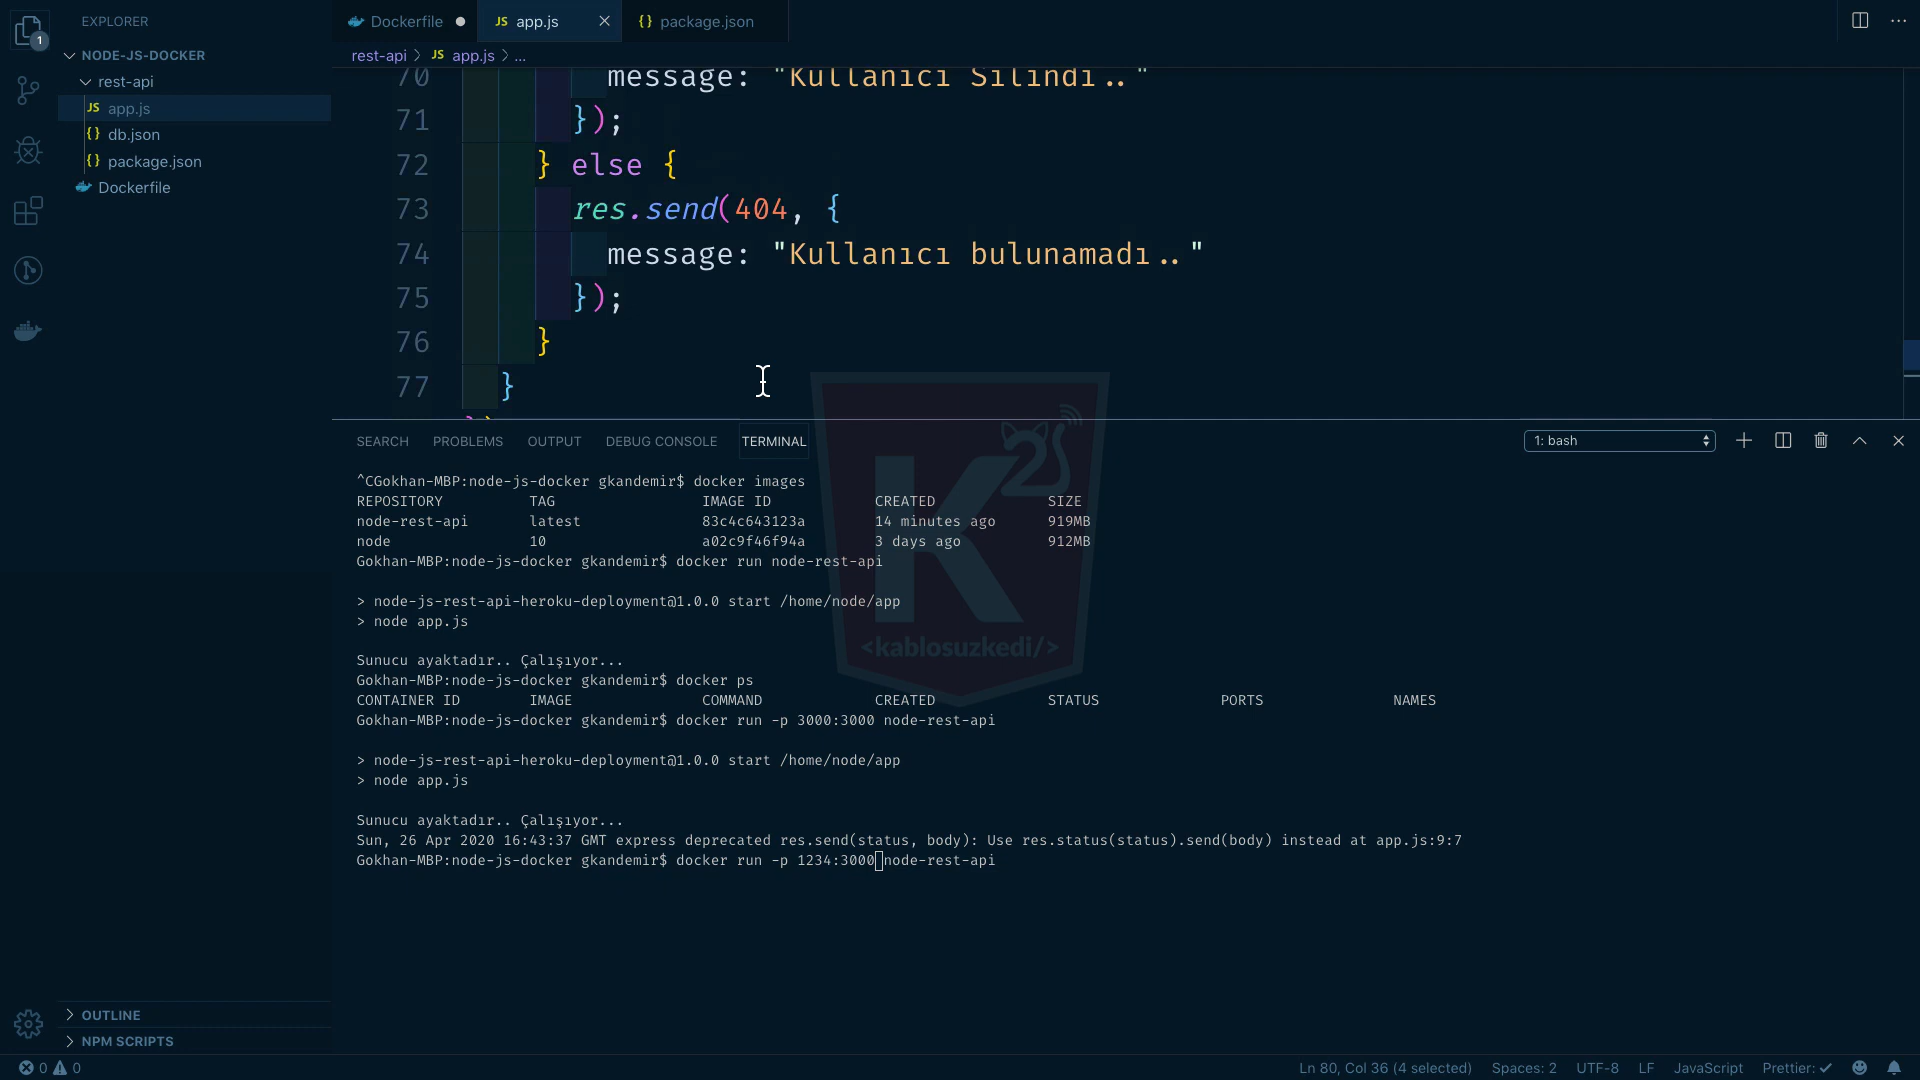 EXPLORER
Dockerfile
JS app.js
{} package.json
1
NODE-JS-DOCKER
rest-api
JS app.js
{} db.json
{} package.json
Dockerfile
rest-api > JS app.js > ...
70 message: "Kullanıcı Silindi.."
71 });
72 } else {
73 res.send(404, {
74 message: "Kullanıcı bulunamadı.."
75 });
76 }
77 }
SEARCH PROBLEMS OUTPUT DEBUG CONSOLE TERMINAL
1: bash
^CGokhan-MBP:node-js-docker gkandemir$ docker images
REPOSITORY TAG IMAGE ID CREATED SIZE
node-rest-api latest 83c4c643123a 14 minutes ago 919MB
node 10 a02c9f46f94a 3 days ago 912MB
Gokhan-MBP:node-js-docker gkandemir$ docker run node-rest-api
> node-js-rest-api-heroku-deployment@1.0.0 start /home/node/app
> node app.js
Sunucu ayaktadır.. Çalışıyor...
Gokhan-MBP:node-js-docker gkandemir$ docker ps
CONTAINER ID IMAGE COMMAND CREATED STATUS PORTS NAMES
Gokhan-MBP:node-js-docker gkandemir$ docker run -p 3000:3000 node-rest-api
> node-js-rest-api-heroku-deployment@1.0.0 start /home/node/app
> node app.js
Sunucu ayaktadır.. Çalışıyor...
Sun, 26 Apr 2020 16:43:37 GMT express deprecated res.send(status, body): Use res.status(status).send(body) instead at app.js:9:7
Gokhan-MBP:node-js-docker gkandemir$ docker run -p 1234:3000 node-rest-api
K
<kablosuzkedi/>
OUTLINE
NPM SCRIPTS
0 0
Ln 80, Col 36 (4 selected) Spaces: 2 UTF-8 LF JavaScript Prettier: ✓